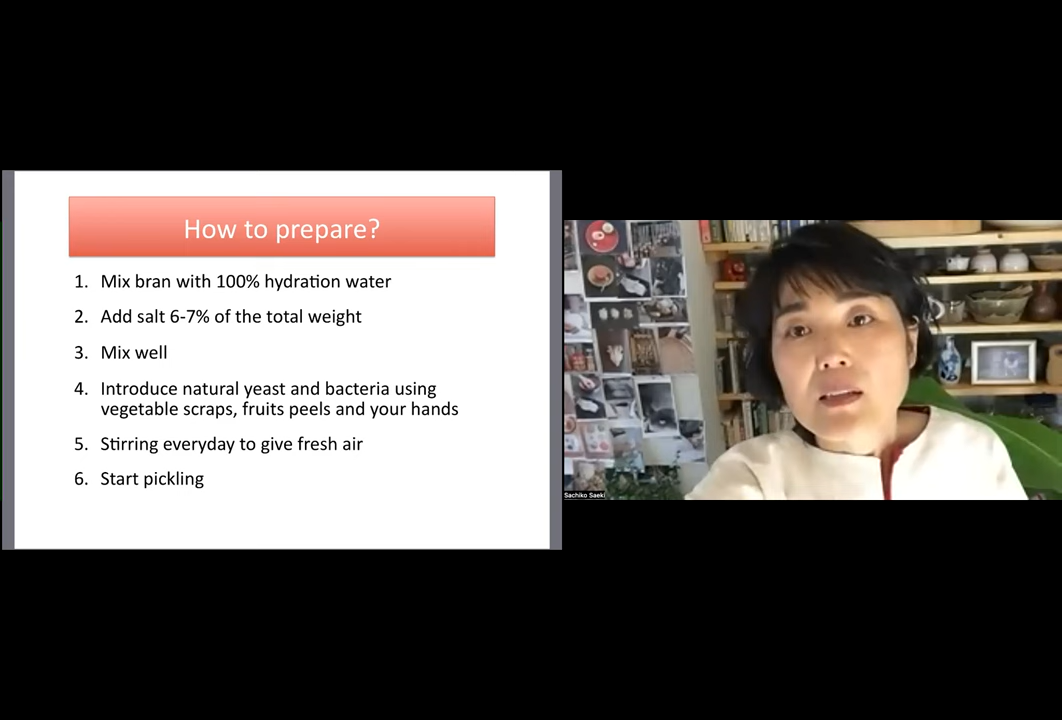 How to prepare?
1. Mix bran with 100% hydration water
2. Add salt 6-7% of the total weight
3. Mix well
4. Introduce natural yeast and bacteria using
vegetable scraps, fruits peels and your hands
5. Stirring everyday to give fresh air
6. Start pickling
Sachiko Saeki